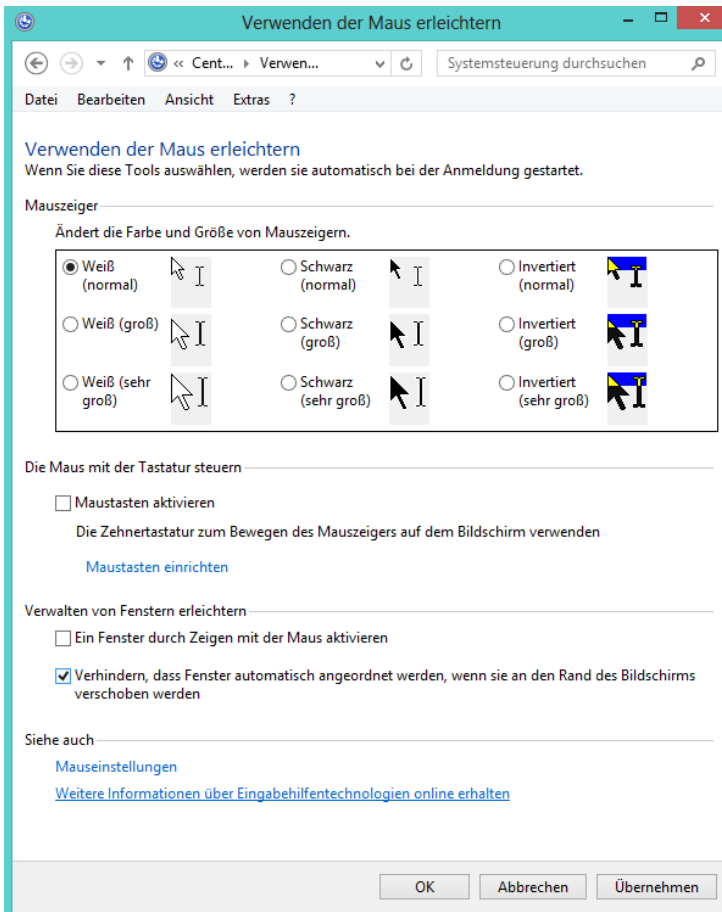 Verwenden der Maus erleichtern
« Cent... Verwen... Systemsteuerung durchsuchen
Datei Bearbeiten Ansicht Extras ?
Verwenden der Maus erleichtern
Wenn Sie diese Tools auswählen, werden sie automatisch bei der Anmeldung gestartet.
Mauszeiger
Ändert die Farbe und Größe von Mauszeigern.
Weiß
(normal)
Schwarz
(normal)
Invertiert
(normal)
Weiß (groß)
Schwarz
(groß)
Invertiert
(groß)
Weiß (sehr
groß)
Schwarz
(sehr groß)
Invertiert
(sehr groß)
Die Maus mit der Tastatur steuern
Maustasten aktivieren
Die Zehnertastatur zum Bewegen des Mauszeigers auf dem Bildschirm verwenden
Maustasten einrichten
Verwalten von Fenstern erleichtern
Ein Fenster durch Zeigen mit der Maus aktivieren
Verhindern, dass Fenster automatisch angeordnet werden, wenn sie an den Rand des Bildschirms
verschoben werden
Siehe auch
Mauseinstellungen
Weitere Informationen über Eingabehilfentechnologien online erhalten
OK Abbrechen Übernehmen